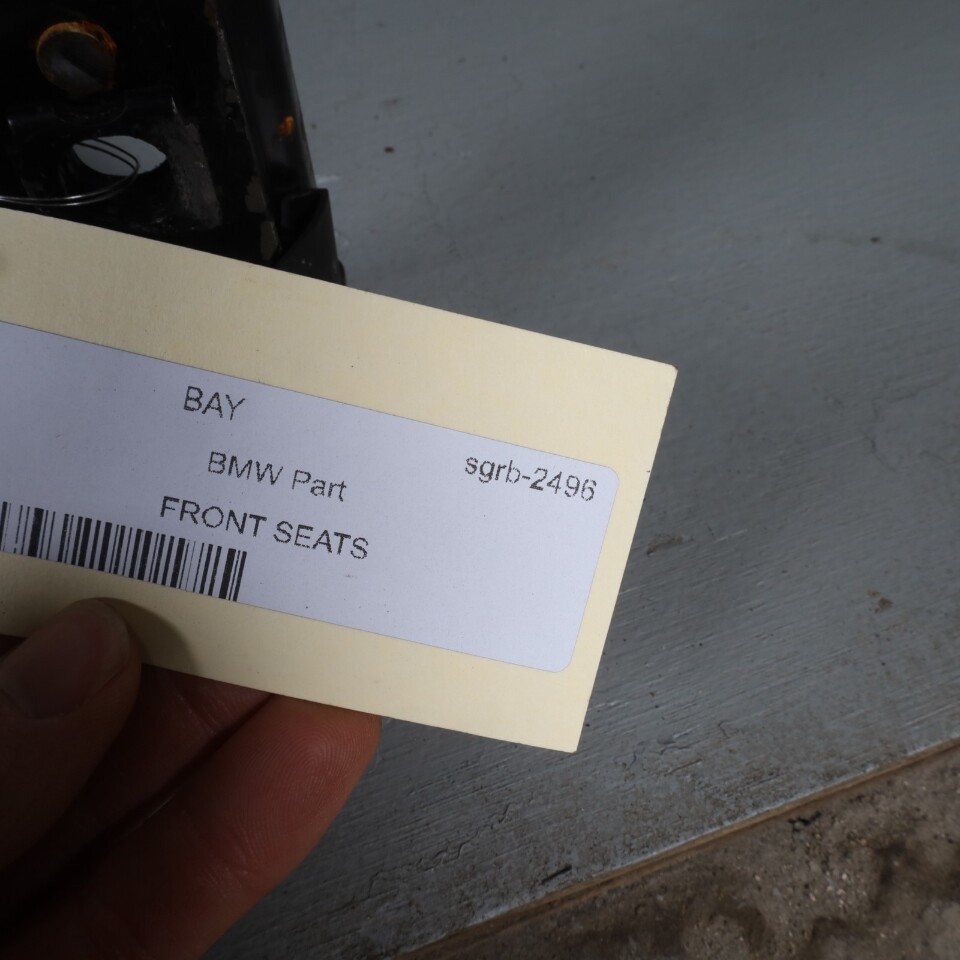 BAY
BMW Part
sgrb-2496
FRONT SEATS